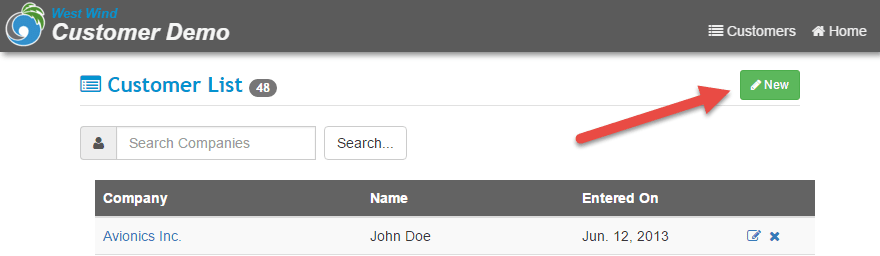 West Wind
Customer Demo
Customers Home
Customer List 48
New
Search Companies Search...
Company Name Entered On
Avionics Inc. John Doe Jun. 12, 2013